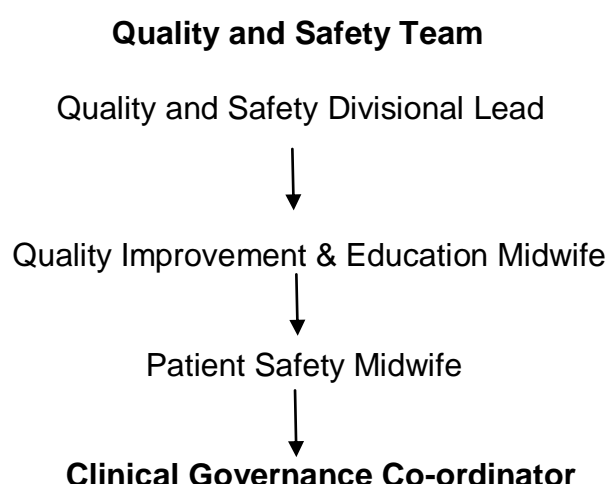 Quality and Safety Team
Quality and Safety Divisional Lead
Quality Improvement & Education Midwife
Patient Safety Midwife
Clinical Governance Co-ordinator